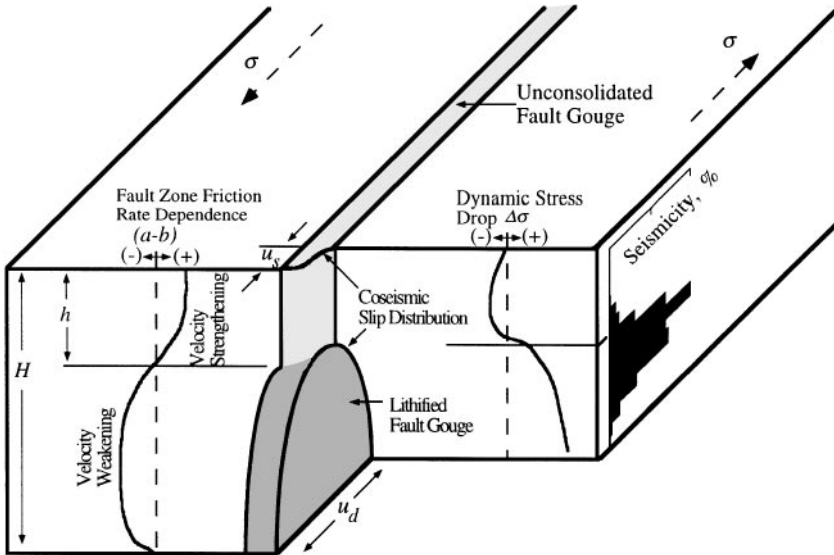 σ
σ
Unconsolidated
Fault Gouge
Fault Zone Friction
Rate Dependence
(a-b)
(-) (+)
u_s
Dynamic Stress
Drop Δσ
(-) (+)
Seismicity, %
h
H
Velocity
Strengthening
Coseismic
Slip Distribution
Velocity
Weakening
Lithified
Fault Gouge
u_d